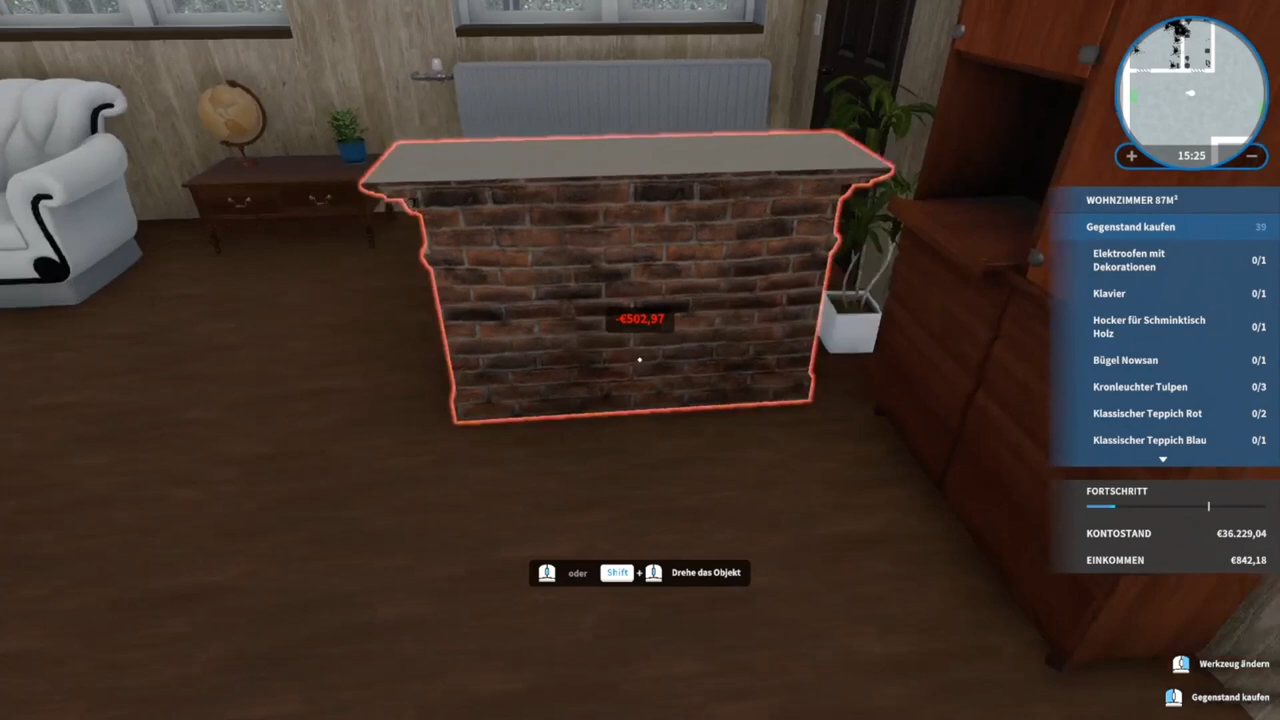 15:25
WOHNZIMMER 87M²
Gegenstand kaufen 39
Elektroofen mit
Dekorationen 0/1
Klavier 0/1
Hocker für Schminktisch
Holz 0/1
Bügel Nowsan 0/1
Kronleuchter Tulpen 0/3
Klassischer Teppich Rot 0/2
Klassischer Teppich Blau 0/1
-€502,97
FORTSCHRITT
KONTOSTAND €36.229,04
EINKOMMEN €842,18
oder Shift + Drehe das Objekt
Werkzeug ändern
Gegenstand kaufen